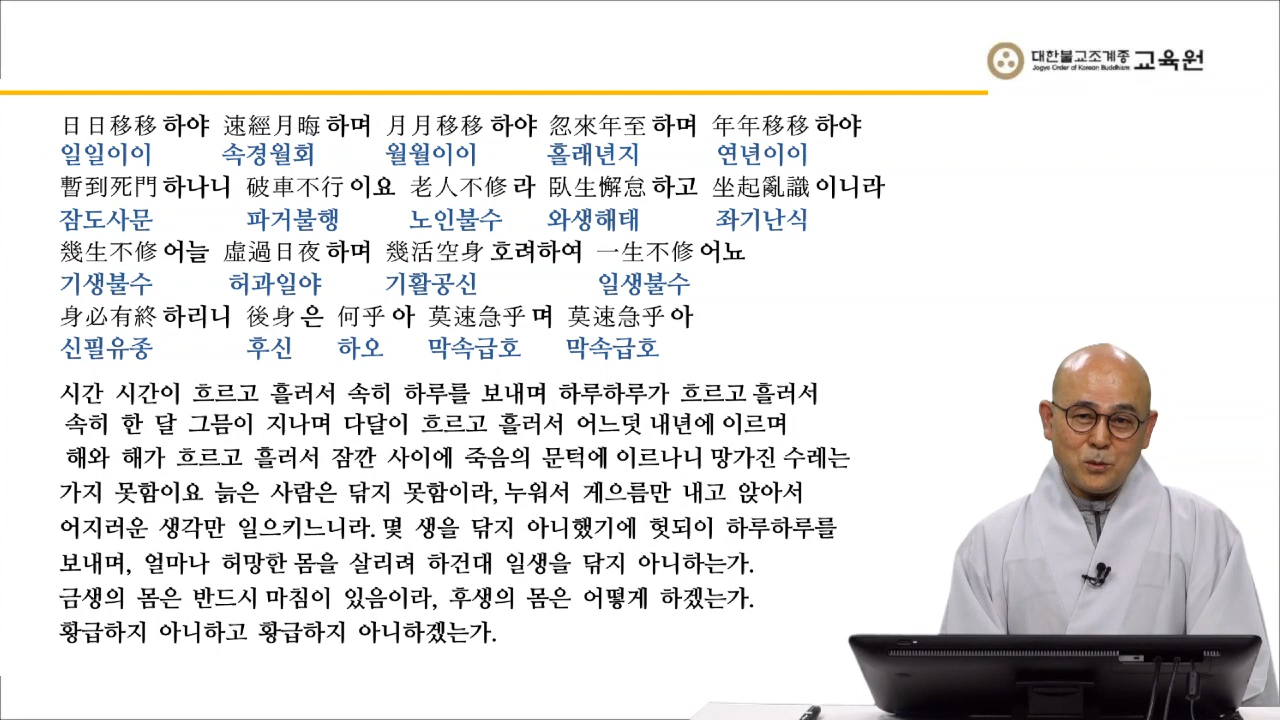 대한불교조계종 교육원
Jogye Order of Korean Buddhism
日日移移 하야 速經月晦 하며 月月移移 하야 忽來年至 하며 年年移移 하야
일일이이 속경월회 월월이이 홀래년지 연년이이
暫到死門 하나니 破車不行 이요 老人不修 라 臥生懈怠 하고 坐起亂識 이니라
잠도사문 파거불행 노인불수 와생해태 좌기난식
幾生不修 어늘 虛過日夜 하며 幾活空身 호려하여 一生不修 어뇨
기생불수 허과일야 기활공신 일생불수
身必有終 하리니 後身 은 何乎 아 莫速急乎 며 莫速急乎 아
신필유종 후신 하오 막속급호 막속급호
시간 시간이 흐르고 흘러서 속히 하루를 보내며 하루하루가 흐르고 흘러서
속히 한 달 그믐이 지나며 다달이 흐르고 흘러서 어느덧 내년에 이르며
해와 해가 흐르고 흘러서 잠깐 사이에 죽음의 문턱에 이르나니 망가진 수레는
가지 못함이요 늙은 사람은 닦지 못함이라, 누워서 게으름만 내고 앉아서
어지러운 생각만 일으키느니라. 몇 생을 닦지 아니했기에 헛되이 하루하루를
보내며, 얼마나 허망한 몸을 살리려 하건대 일생을 닦지 아니하는가.
금생의 몸은 반드시 마침이 있음이라, 후생의 몸은 어떻게 하겠는가.
황급하지 아니하고 황급하지 아니하겠는가.